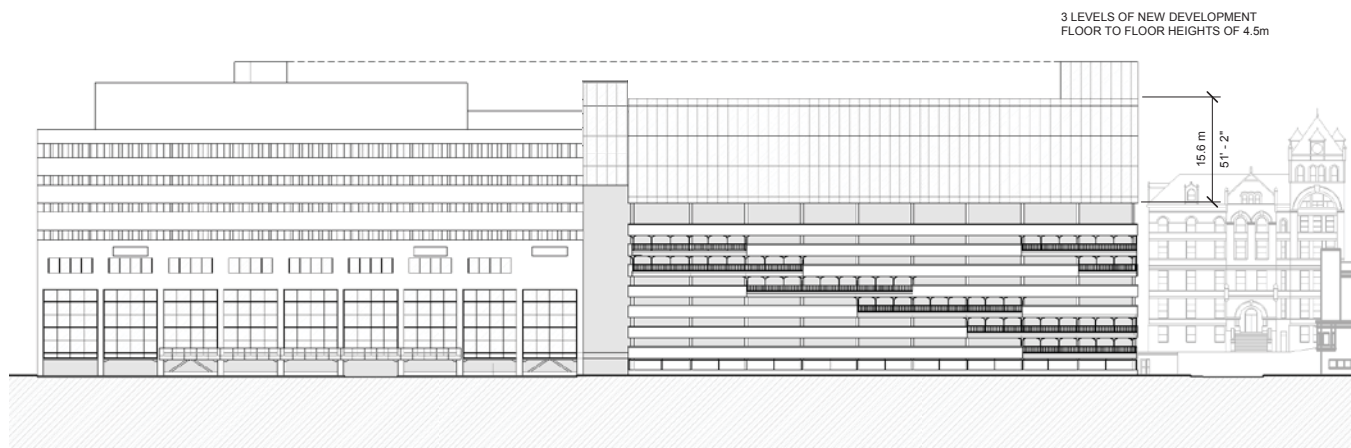 3 LEVELS OF NEW DEVELOPMENT
FLOOR TO FLOOR HEIGHTS OF 4.5m
15.6 m
51' - 2"